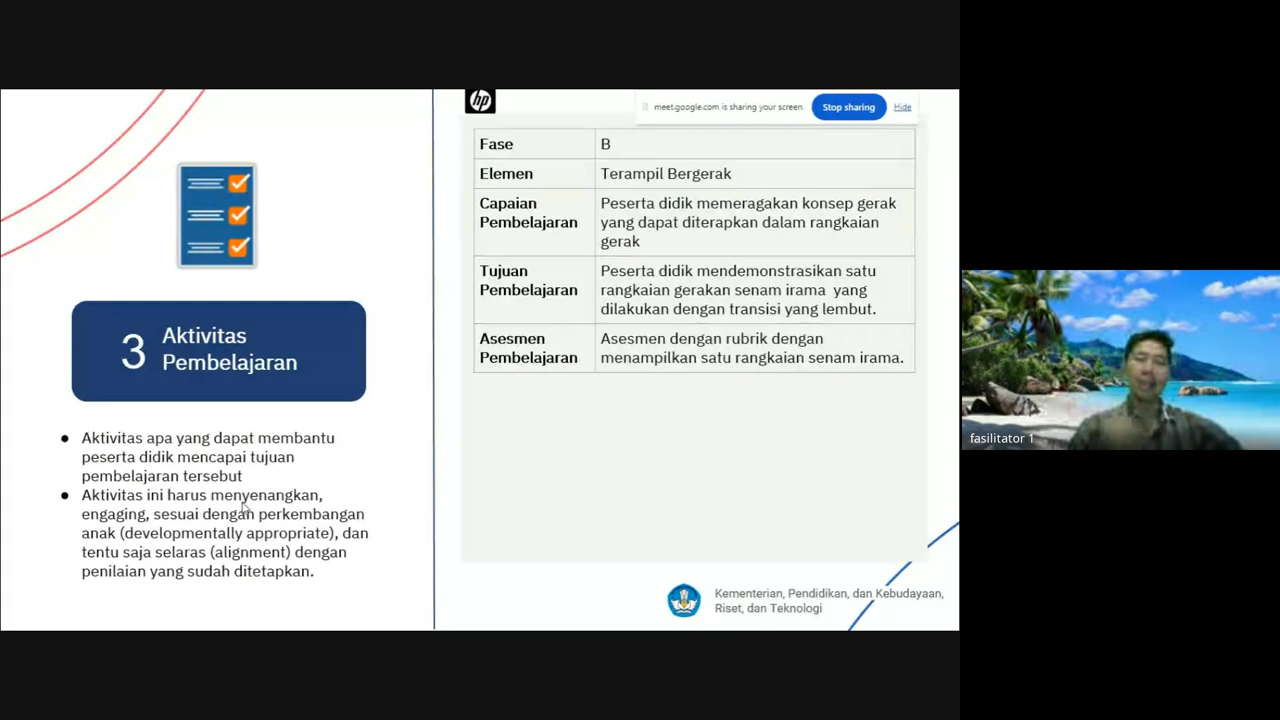 3
Aktivitas
Pembelajaran
● Aktivitas apa yang dapat membantu
peserta didik mencapai tujuan
pembelajaran tersebut
● Aktivitas ini harus menyenangkan,
engaging, sesuai dengan perkembangan
anak (developmentally appropriate), dan
tentu saja selaras (alignment) dengan
penilaian yang sudah ditetapkan.
hp
meet.google.com is sharing your screen.
Stop sharing
Hide
Fase B
Elemen Terampil Bergerak
Capaian Peserta didik memeragakan konsep gerak
Pembelajaran yang dapat diterapkan dalam rangkaian
gerak
Tujuan Peserta didik mendemonstrasikan satu
Pembelajaran rangkaian gerakan senam irama yang
dilakukan dengan transisi yang lembut.
Asesmen Asesmen dengan rubrik dengan
Pembelajaran menampilkan satu rangkaian senam irama.
Kementerian, Pendidikan, dan Kebudayaan,
Riset, dan Teknologi
fasilitator 1